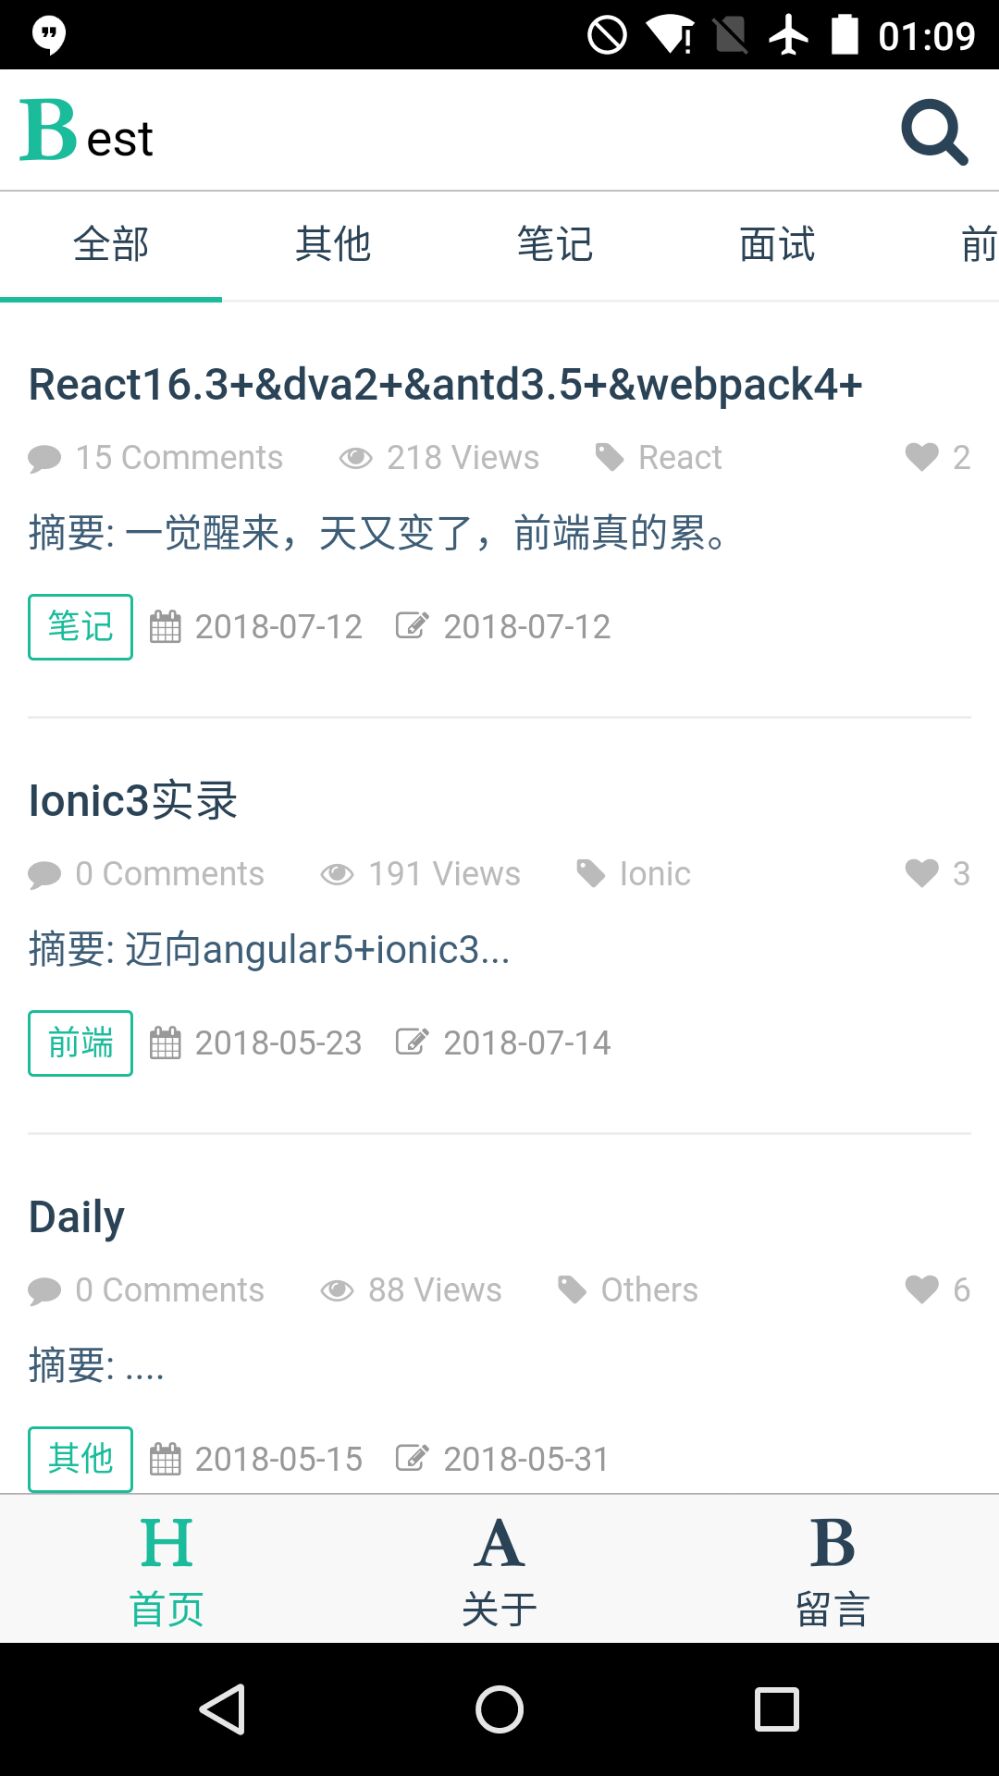 01:09
Best
全部 其他 笔记 面试 前
React16.3+&dva2+&antd3.5+&webpack4+
15 Comments 218 Views React 2
摘要: 一觉醒来，天又变了，前端真的累。
笔记 2018-07-12 2018-07-12
Ionic3实录
0 Comments 191 Views Ionic 3
摘要: 迈向angular5+ionic3...
前端 2018-05-23 2018-07-14
Daily
0 Comments 88 Views Others 6
摘要: ....
其他 2018-05-15 2018-05-31
H A B
首页 关于 留言